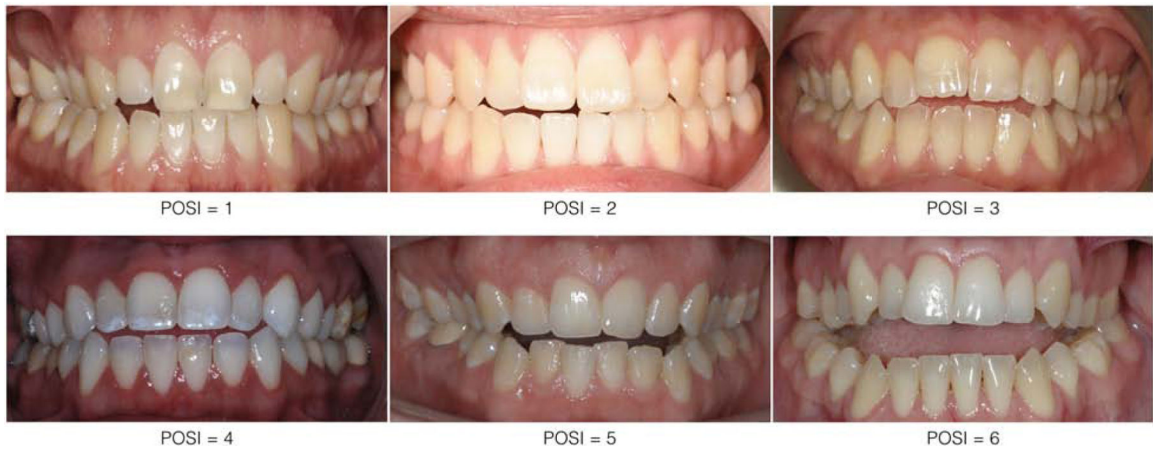 POSI = 1
POSI = 2
POSI = 3
POSI = 4
POSI = 5
POSI = 6